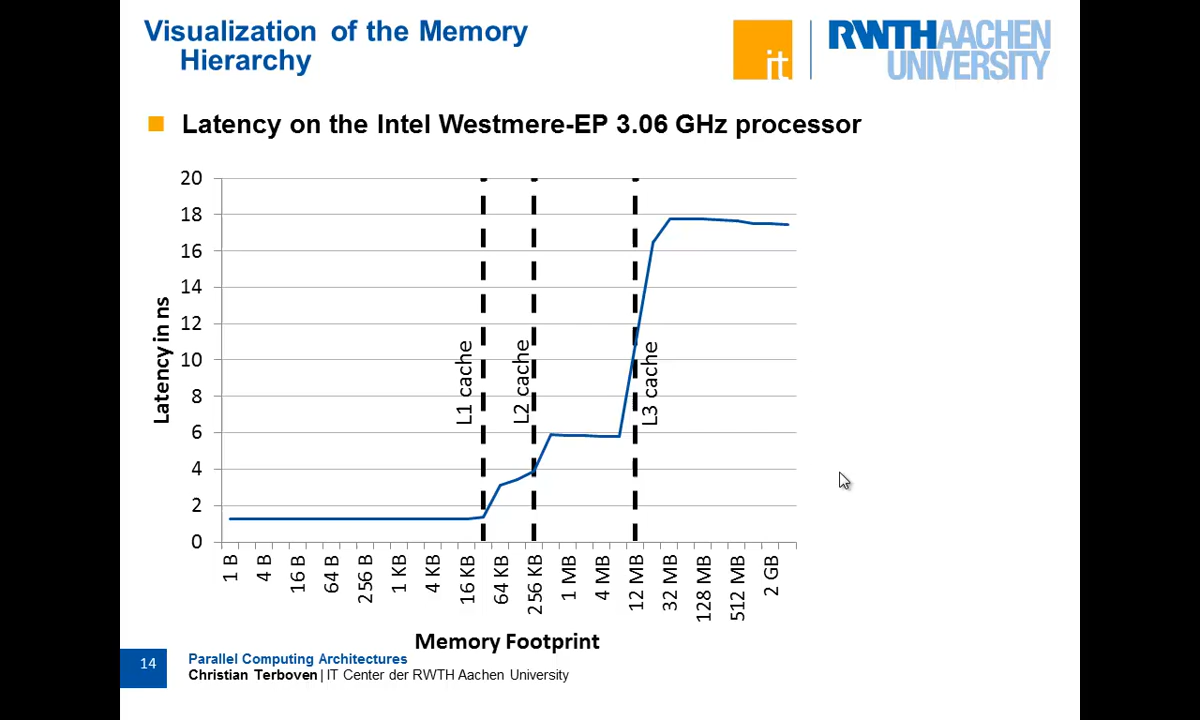 Visualization of the Memory
Hierarchy
it
RWTHAACHEN
UNIVERSITY
Latency on the Intel Westmere-EP 3.06 GHz processor
20
18
16
14
12
10
8
6
4
2
0
Latency in ns
L1 cache
L2 cache
L3 cache
1 B
4 B
16 B
64 B
256 B
1 KB
4 KB
16 KB
64 KB
256 KB
1 MB
4 MB
12 MB
32 MB
128 MB
512 MB
2 GB
Memory Footprint
14
Parallel Computing Architectures
Christian Terboven | IT Center der RWTH Aachen University